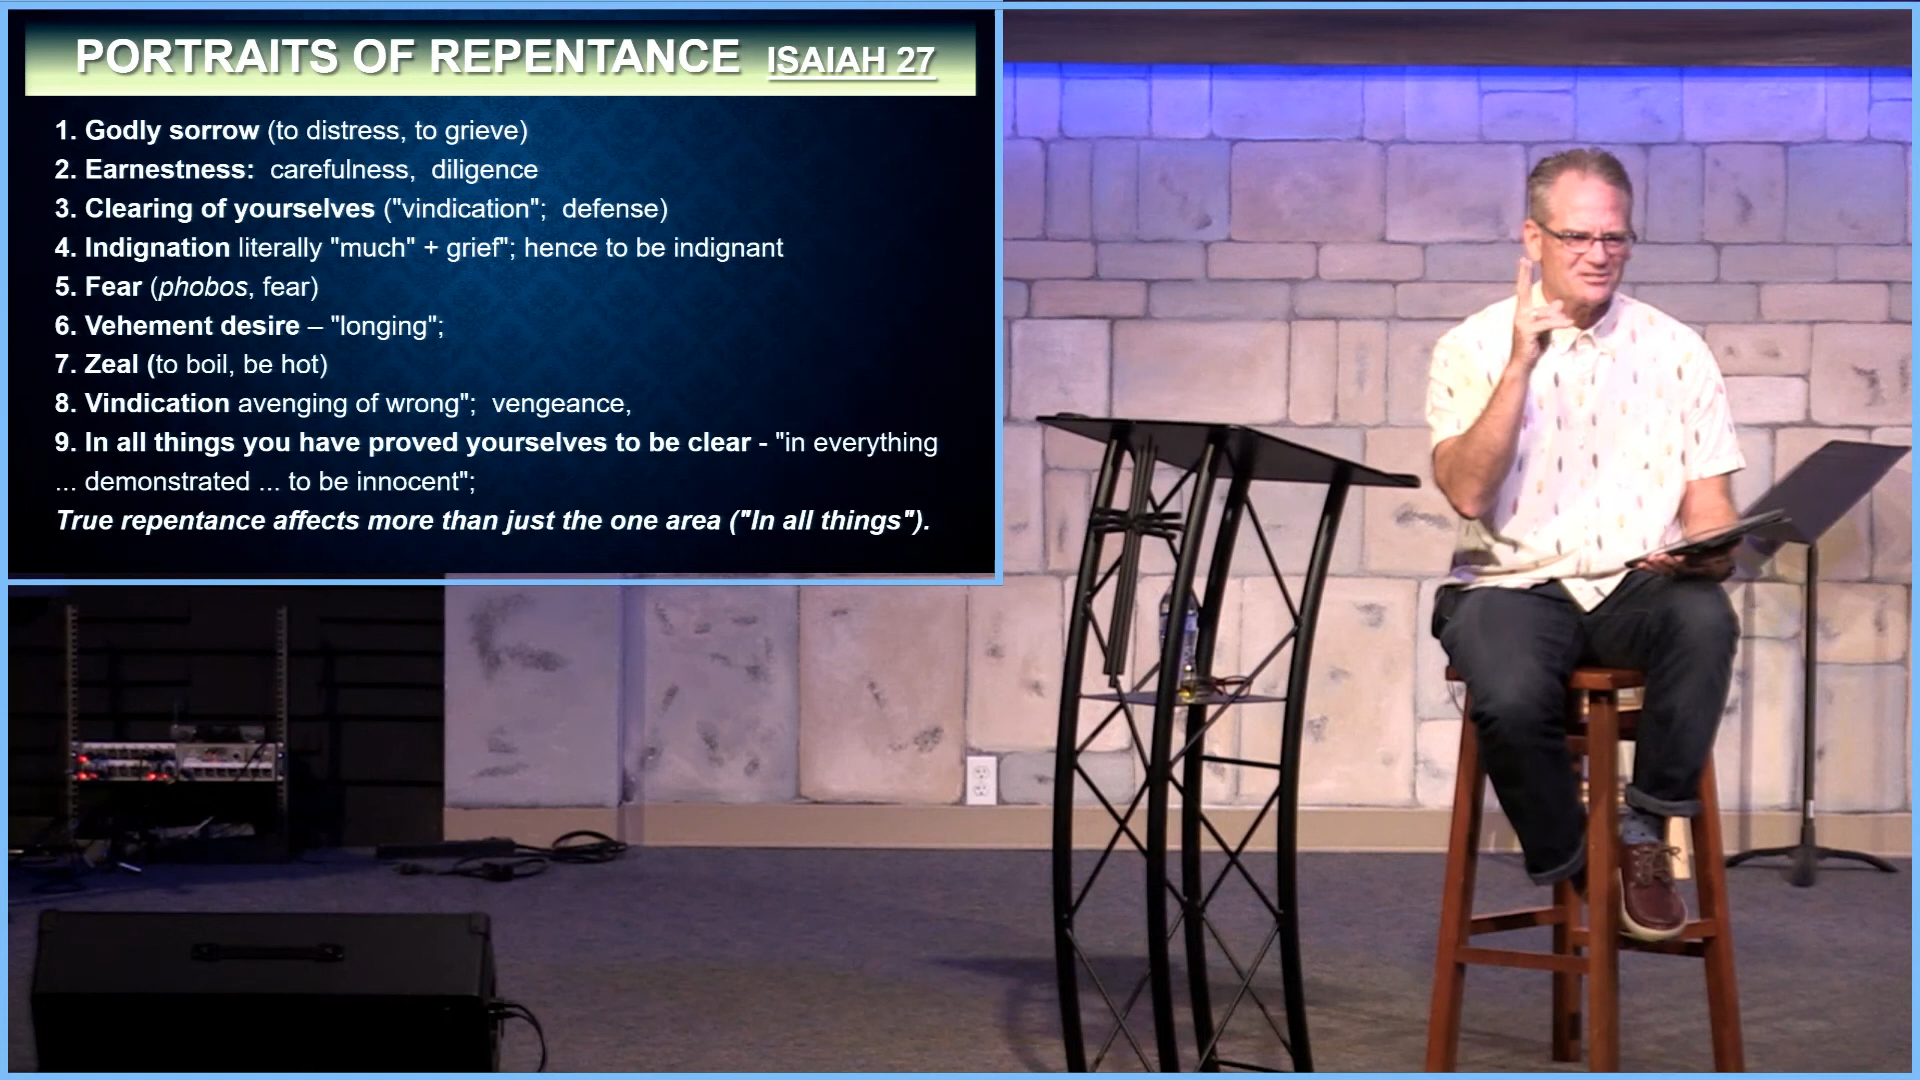 PORTRAITS OF REPENTANCE ISAIAH 27
1. Godly sorrow (to distress, to grieve)
2. Earnestness:  carefulness,  diligence
3. Clearing of yourselves ("vindication";  defense)
4. Indignation literally "much" + grief"; hence to be indignant
5. Fear (phobos, fear)
6. Vehement desire – "longing";
7. Zeal (to boil, be hot)
8. Vindication avenging of wrong";  vengeance,
9. In all things you have proved yourselves to be clear - "in everything
... demonstrated ... to be innocent";
True repentance affects more than just the one area ("In all things").